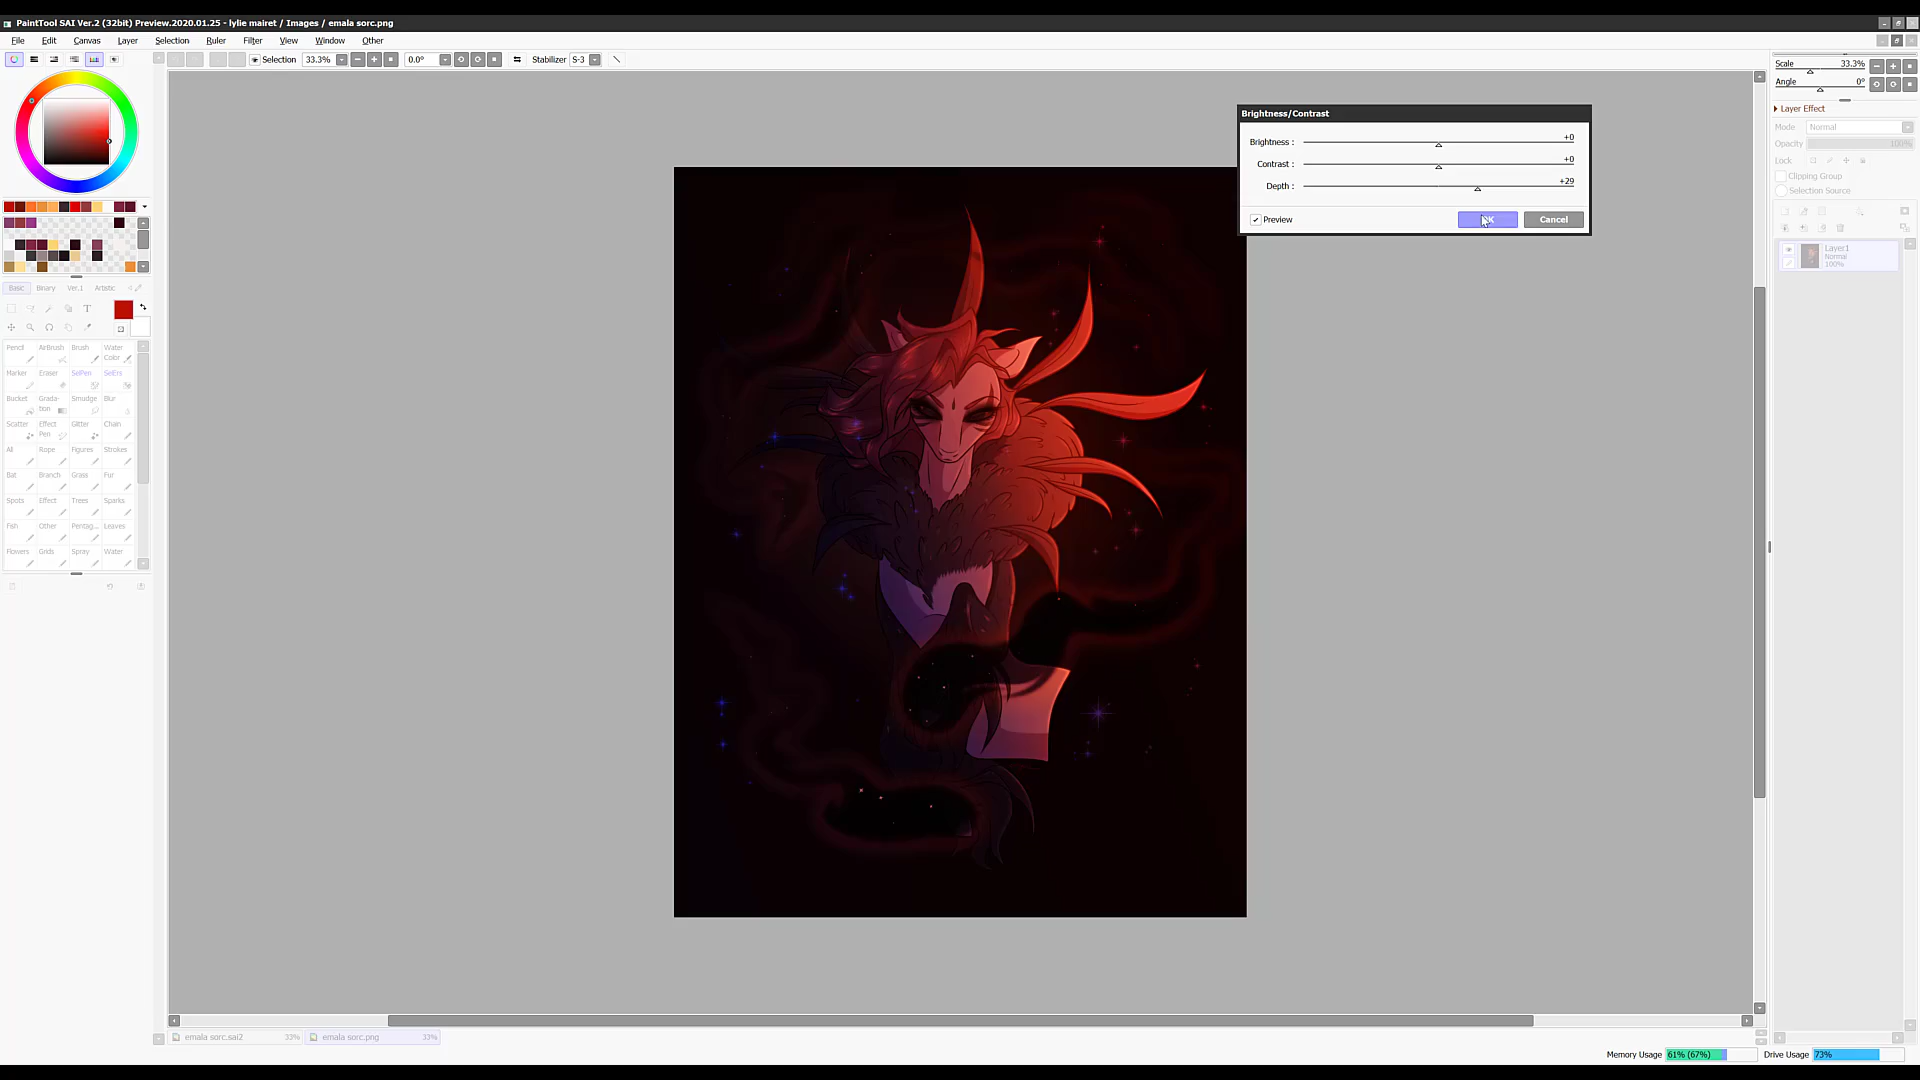 PaintTool SAI Ver.2 (32bit) Preview.2020.01.25 - lylie mairet / Images / emala sorc.png
File Edit Canvas Layer Selection Ruler Filter View Window Other
Selection 33.3% 0.0° Stabilizer S-3
Scale 33.3%
Angle 0°
Layer Effect
Mode Normal
Opacity 100%
Lock
Clipping Group
Selection Source
Layer1
Normal
100%
Brightness/Contrast
Brightness : +0
Contrast : +0
Depth : +29
Preview OK Cancel
Basic Binary Ver.1 Artistic
T
Pencil AirBrush Brush Water Color
Marker Eraser SelPen SelErs
Bucket Grada-tion Smudge Blur
Scatter Effect Pen Glitter Chain
All Rope Figures Strokes
Bat Branch Grass Fur
Spots Effect Trees Sparks
Fish Other Pentag... Leaves
Flowers Grids Spray Water
emala sorc.sai2 33% emala sorc.png 33%
Memory Usage 61% (67%) Drive Usage 73%